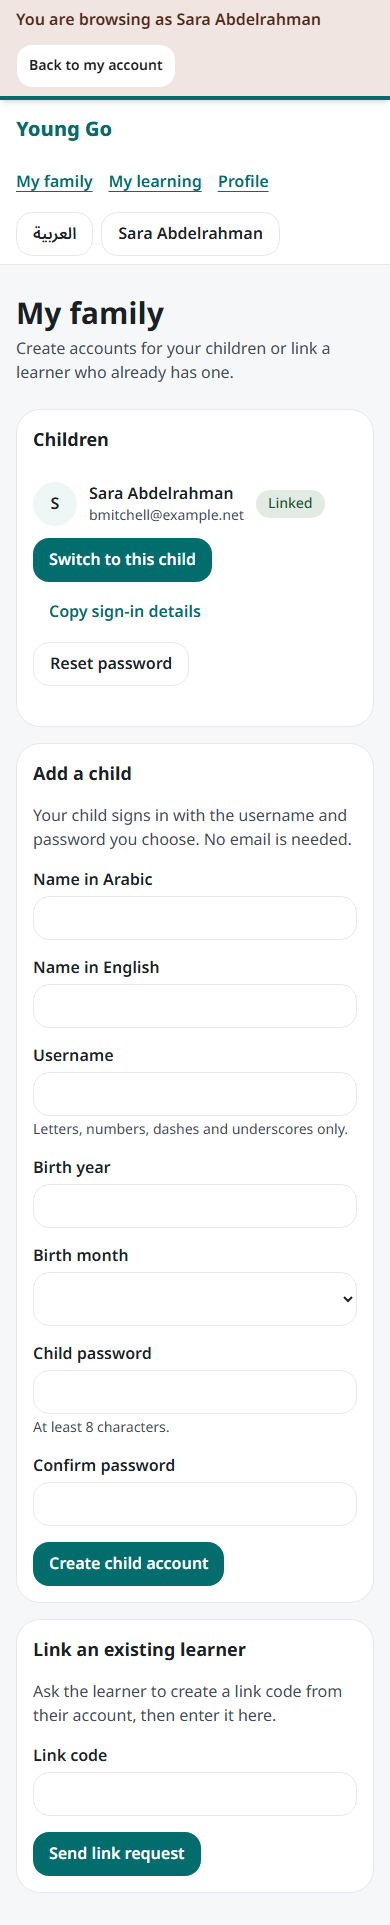 You are browsing as Sara Abdelrahman
Back to my account
Young Go
My family My learning Profile
العربية Sara Abdelrahman
My family
Create accounts for your children or link a
learner who already has one.
Children
S
Sara Abdelrahman
bmitchell@example.net
Linked
Switch to this child
Copy sign-in details
Reset password
Add a child
Your child signs in with the username and
password you choose. No email is needed.
Name in Arabic
Name in English
Username
Letters, numbers, dashes and underscores only.
Birth year
Birth month
Child password
At least 8 characters.
Confirm password
Create child account
Link an existing learner
Ask the learner to create a link code from
their account, then enter it here.
Link code
Send link request